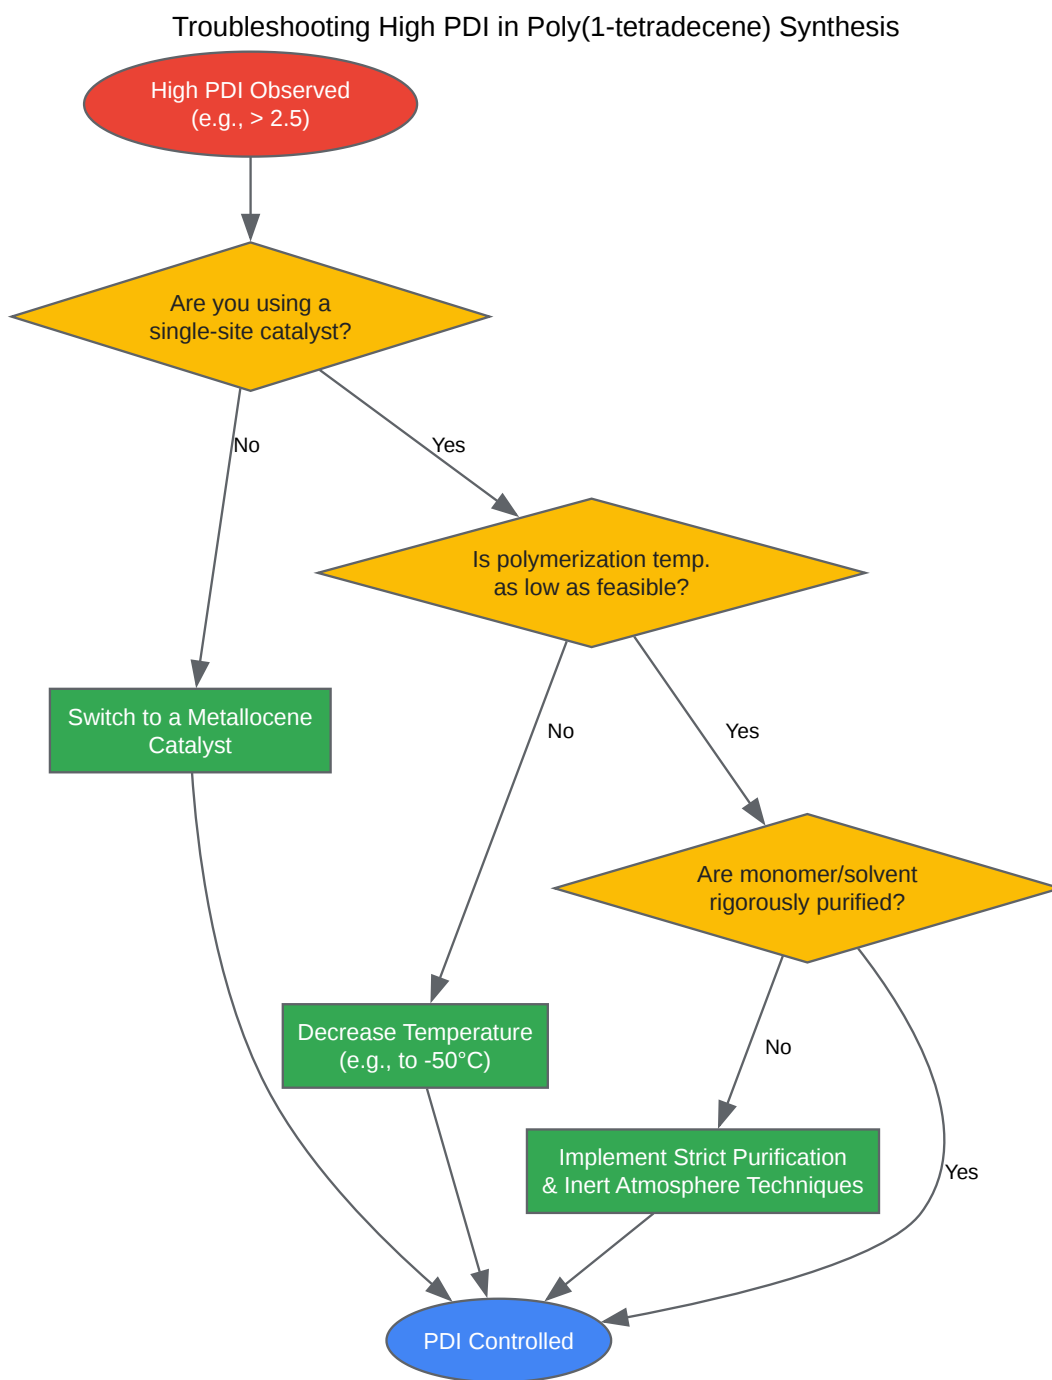 Troubleshooting High PDI in Poly(1-tetradecene) Synthesis
High PDI Observed
(e.g., > 2.5)
Are you using a
single-site catalyst?
No
Yes
Is polymerization temp.
as low as feasible?
Switch to a Metallocene
Catalyst
No
Yes
Are monomer/solvent
rigorously purified?
Decrease Temperature
(e.g., to -50°C)
No
Implement Strict Purification
& Inert Atmosphere Techniques
Yes
PDI Controlled